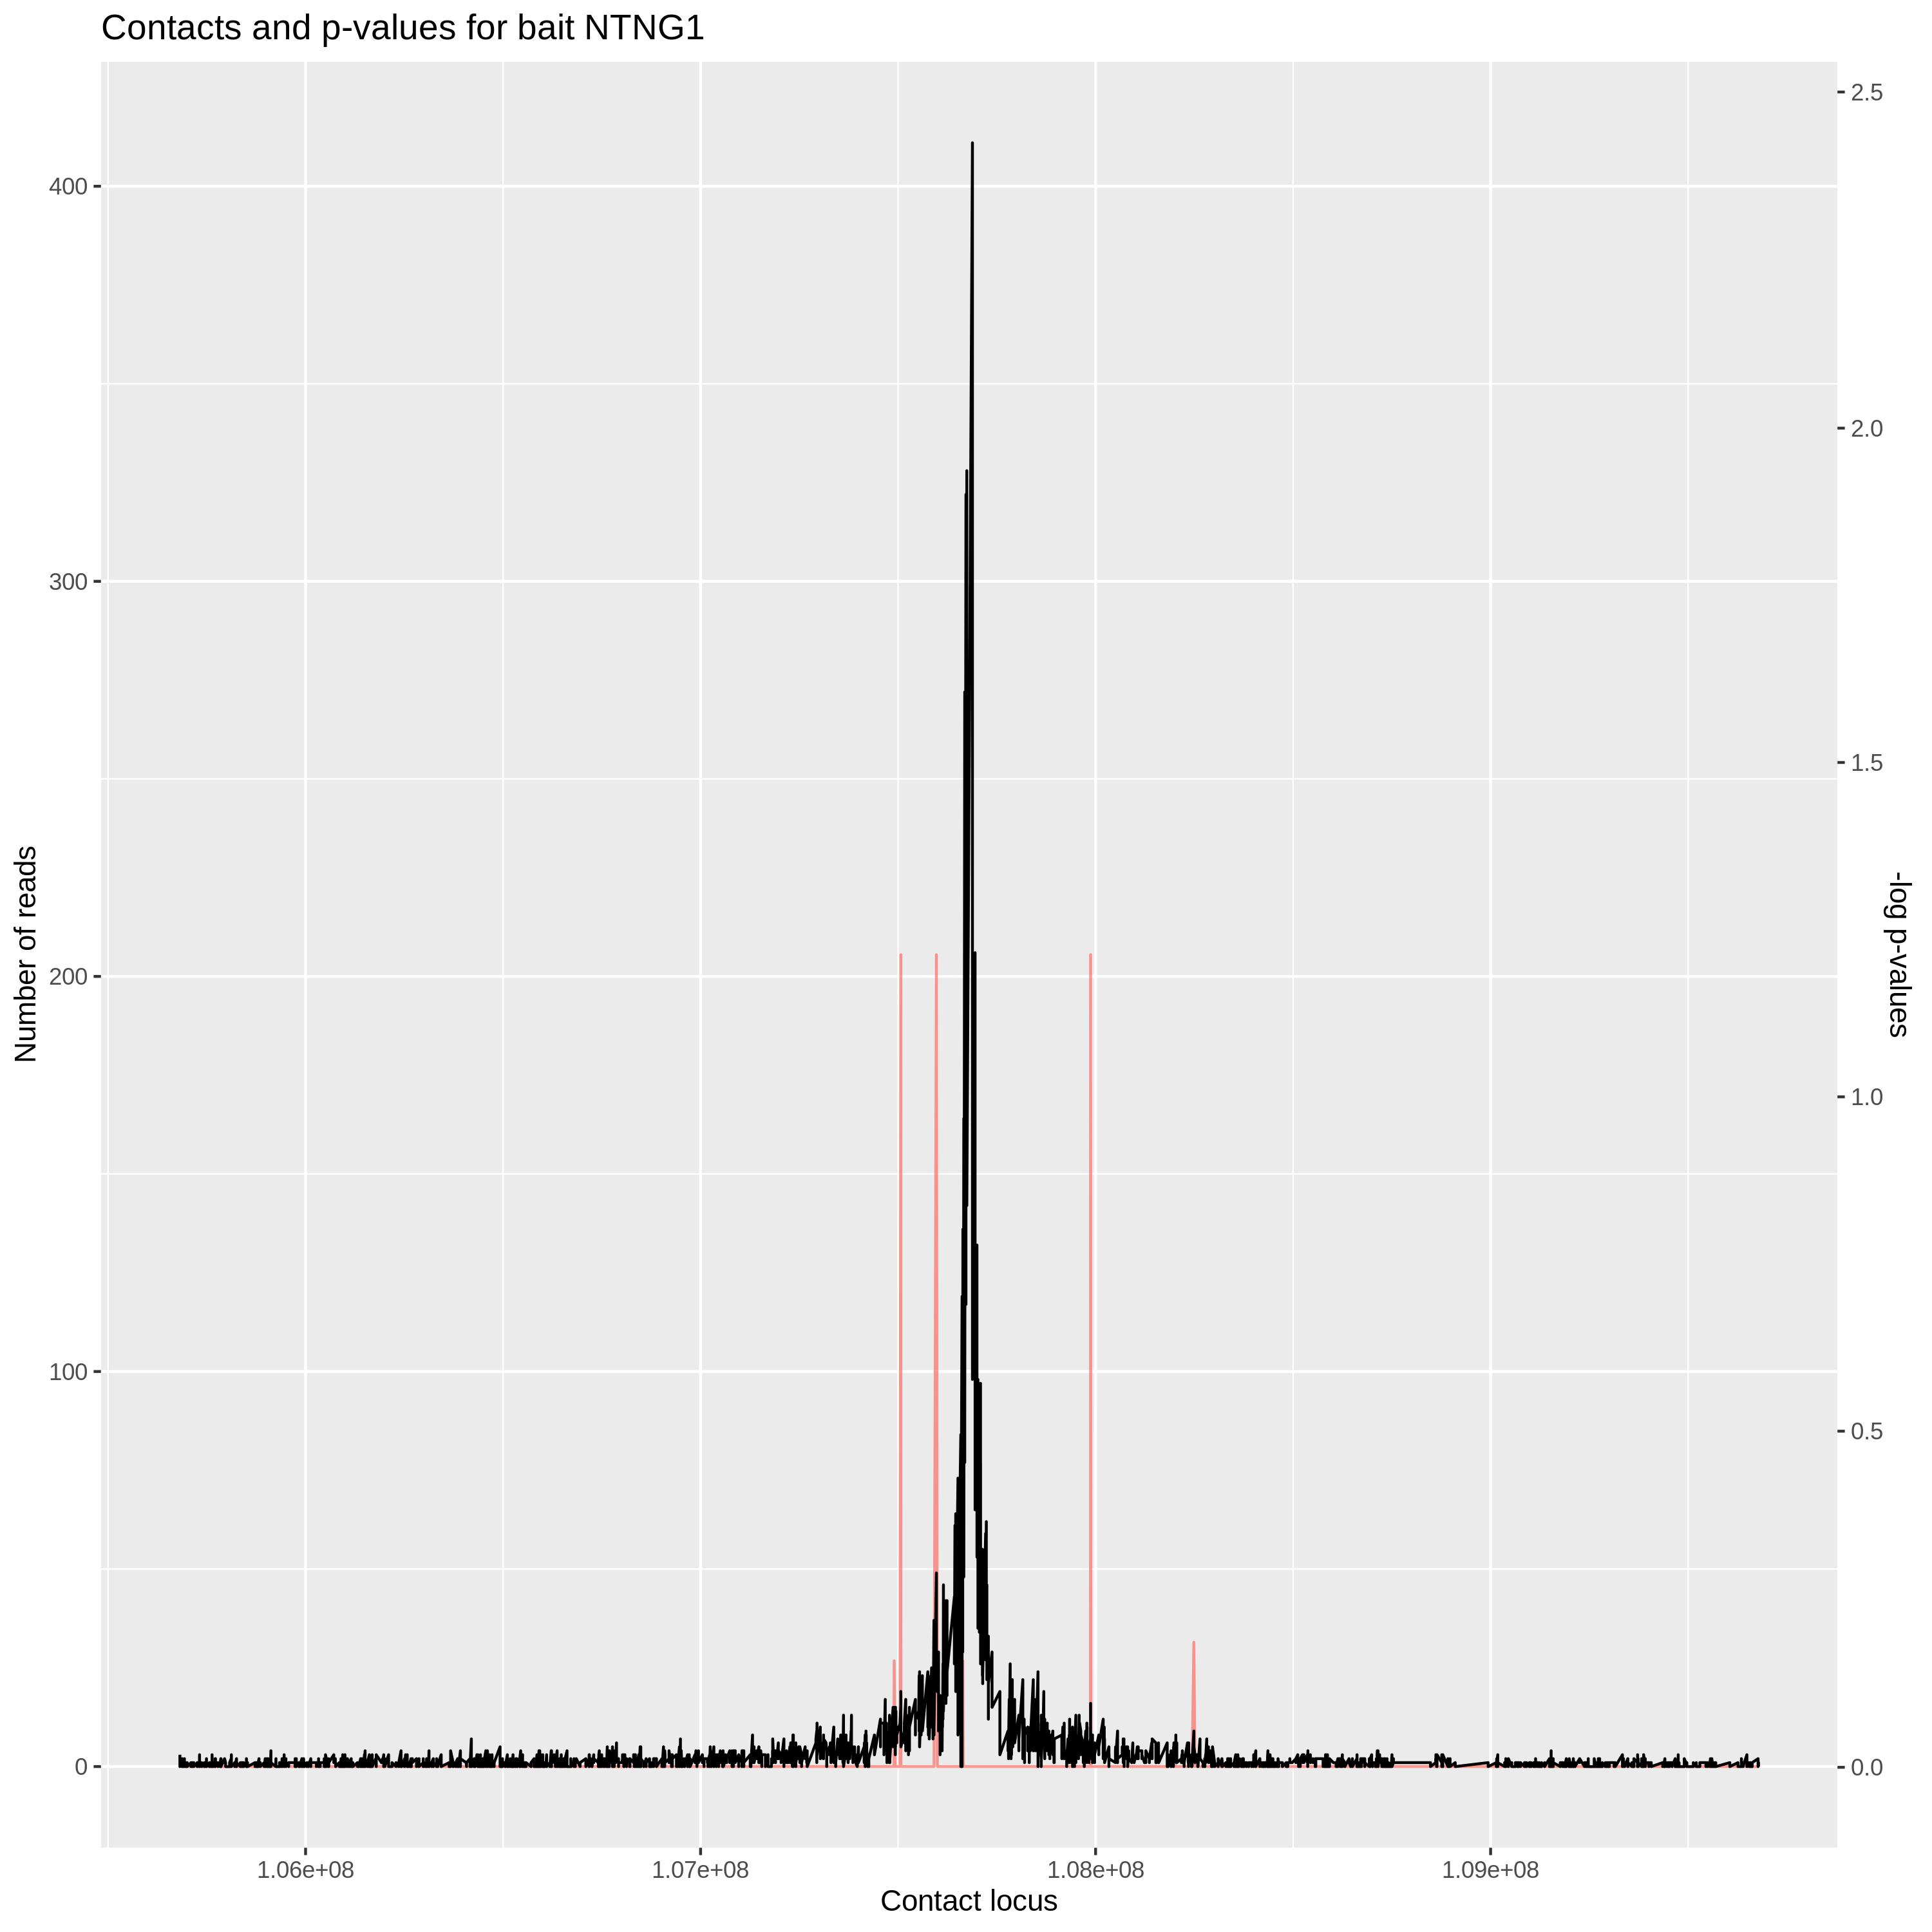 Contacts and p-values for bait NTNG1
400
300
200
100
0
Number of reads
2.5
2.0
1.5
1.0
0.5
0.0
-log p-values
1.06e+08
1.07e+08
1.08e+08
1.09e+08
Contact locus